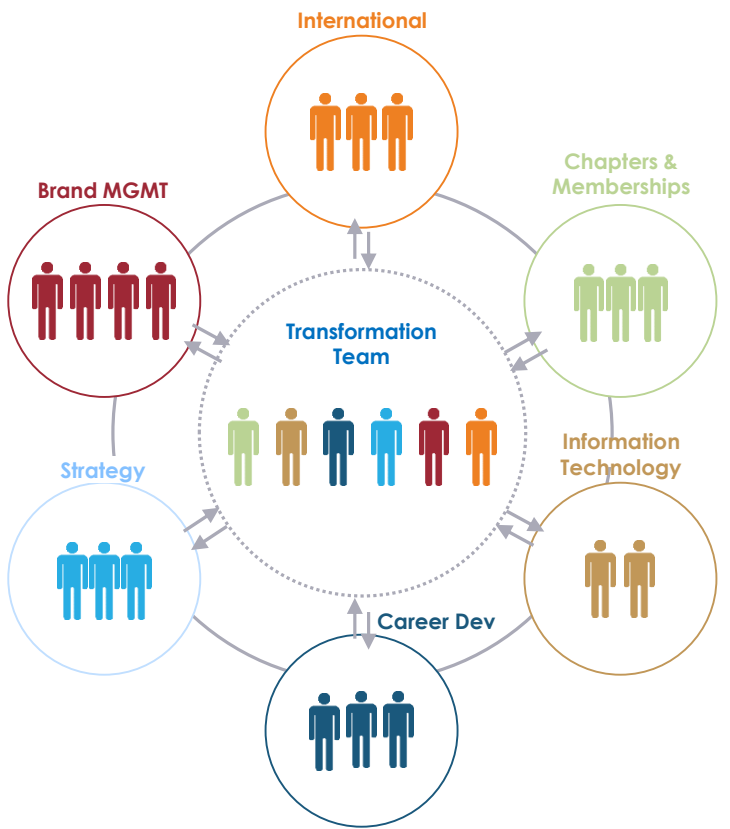 International
Chapters &
Memberships
Brand MGMT
Transformation
Team
Information
Technology
Strategy
Career Dev